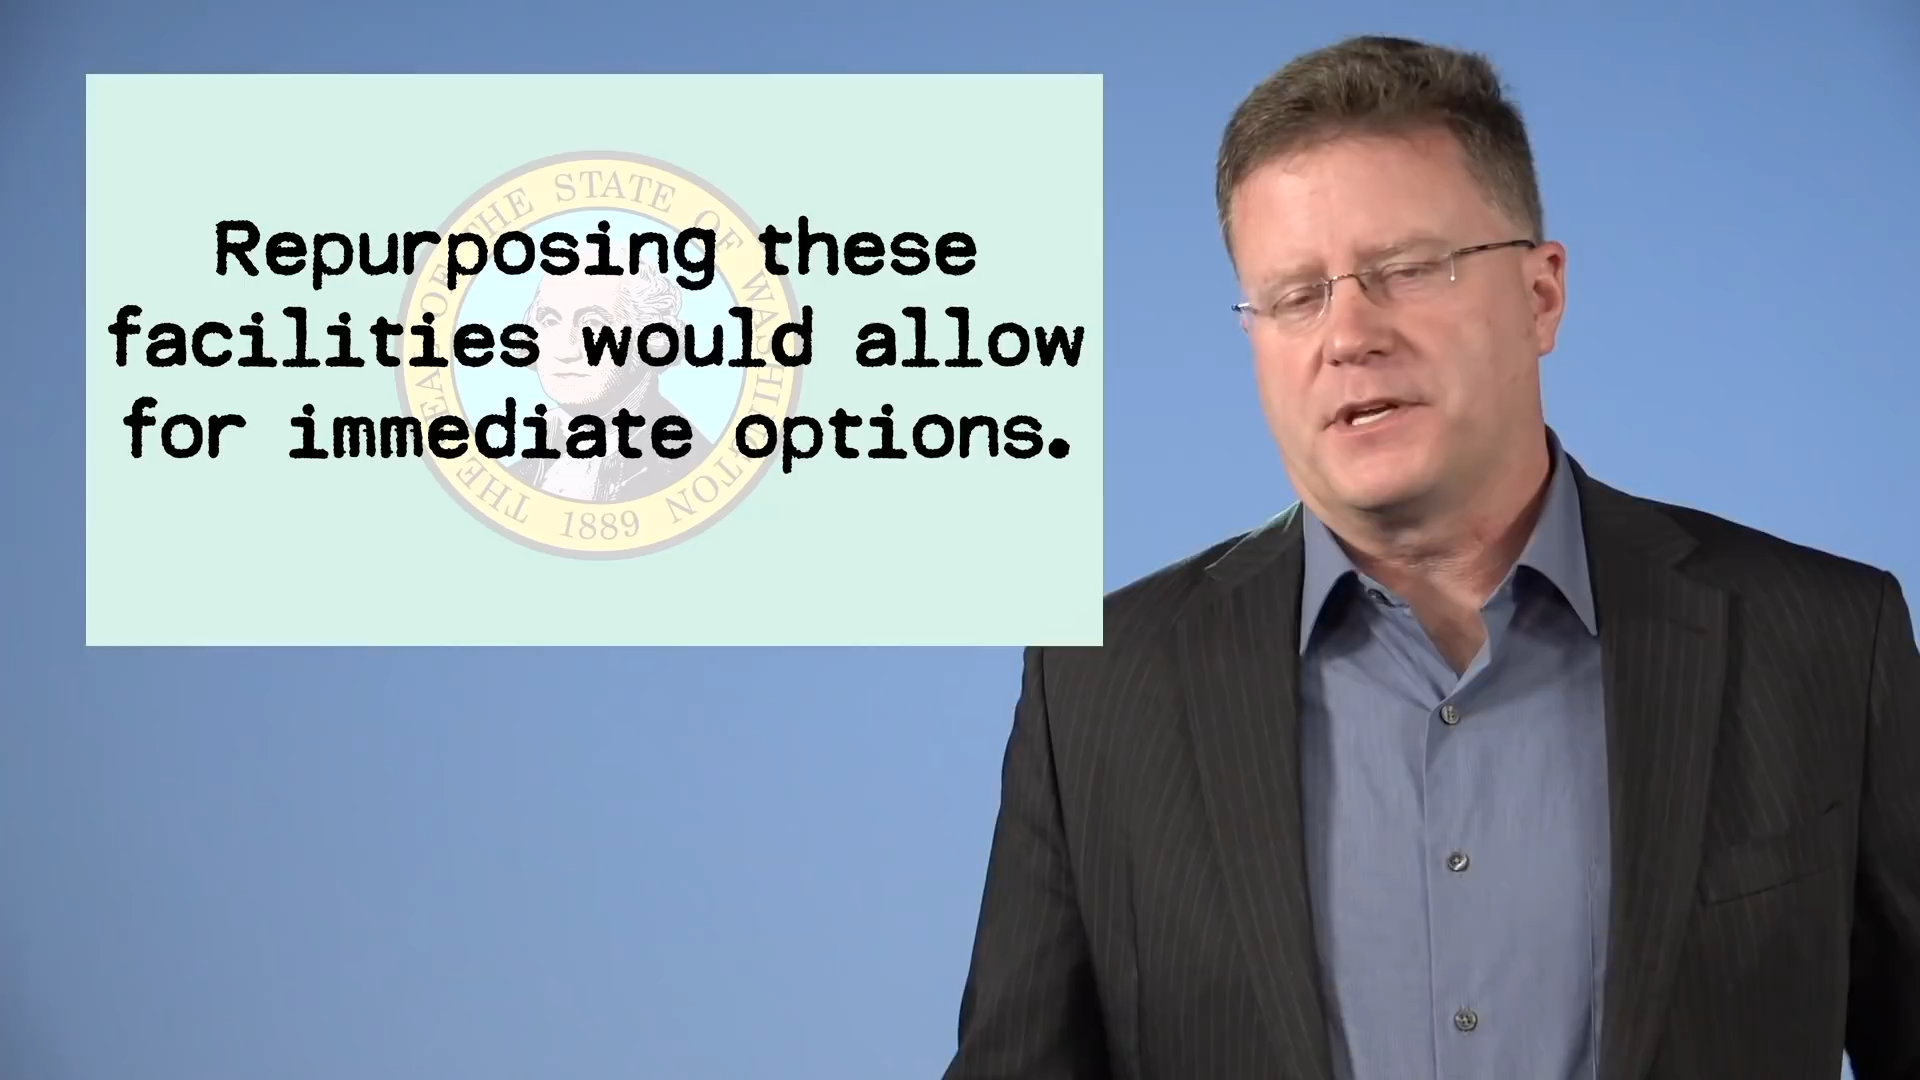 Repurposing these
facilities would allow
for immediate options.
THE SEAL OF THE STATE OF WASHINGTON
1889